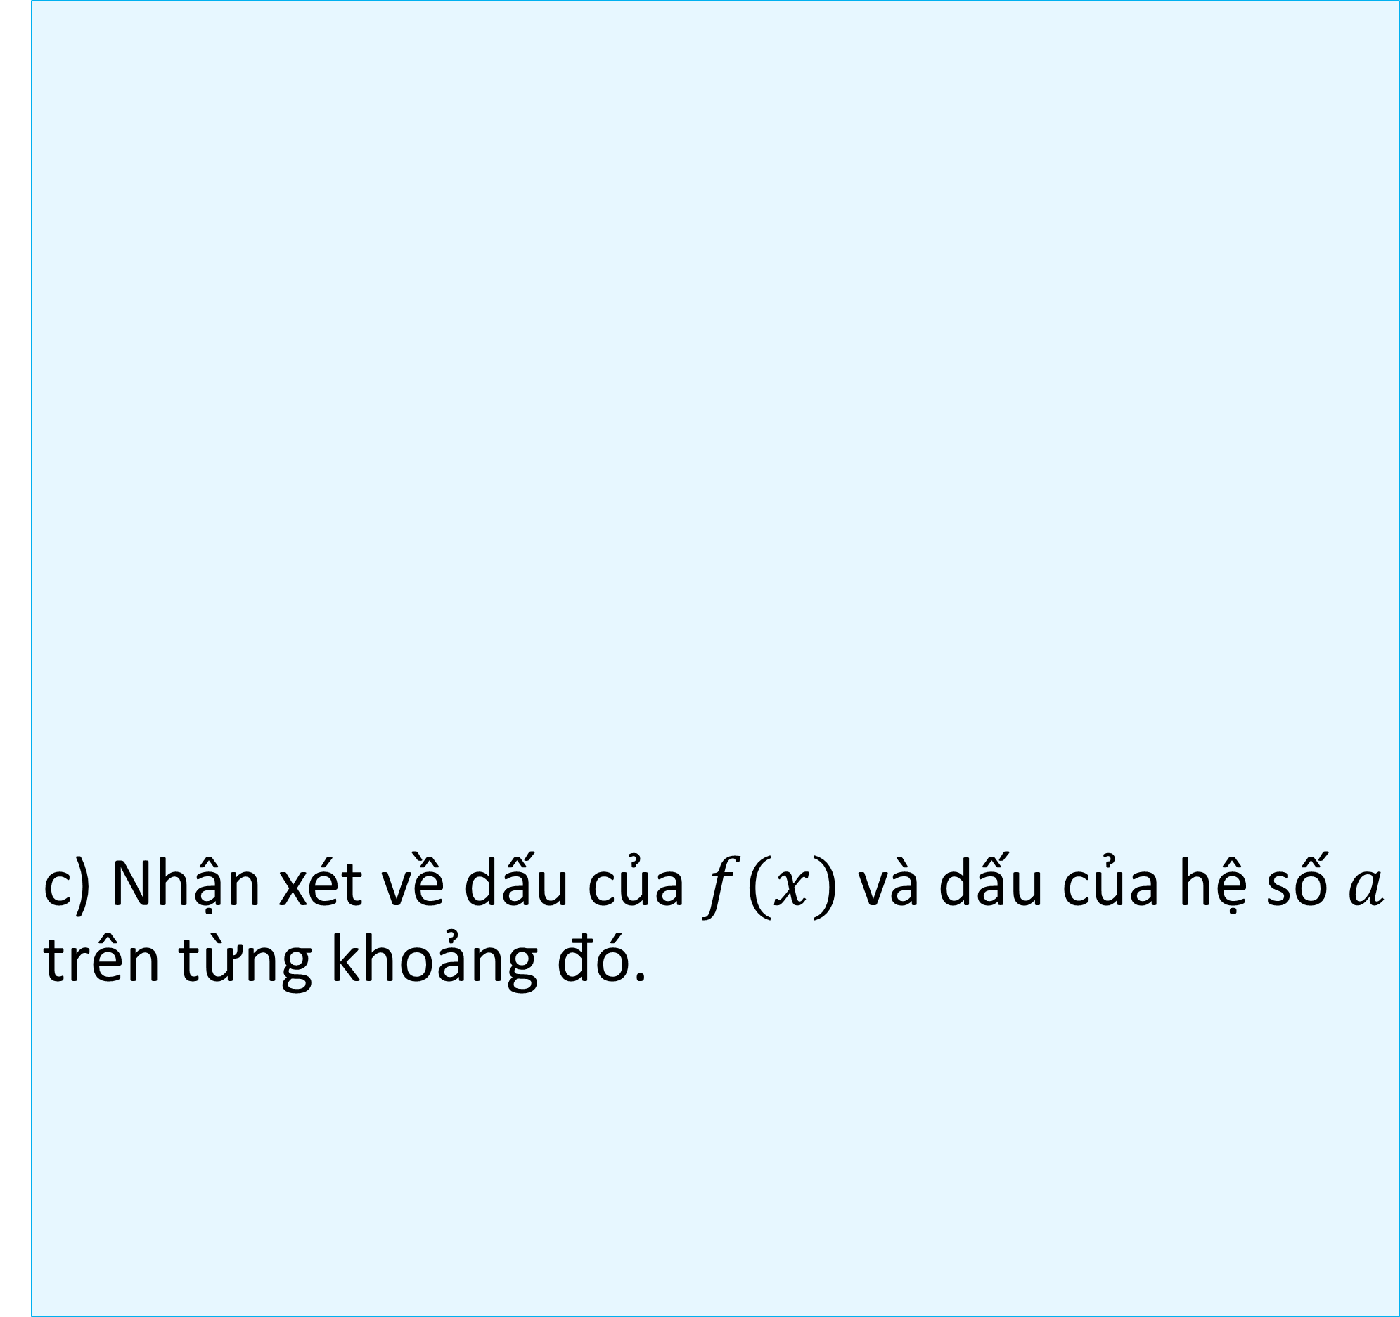 c) Nhận xét về dấu của f(x) và dấu của hệ số a
trên từng khoảng đó.